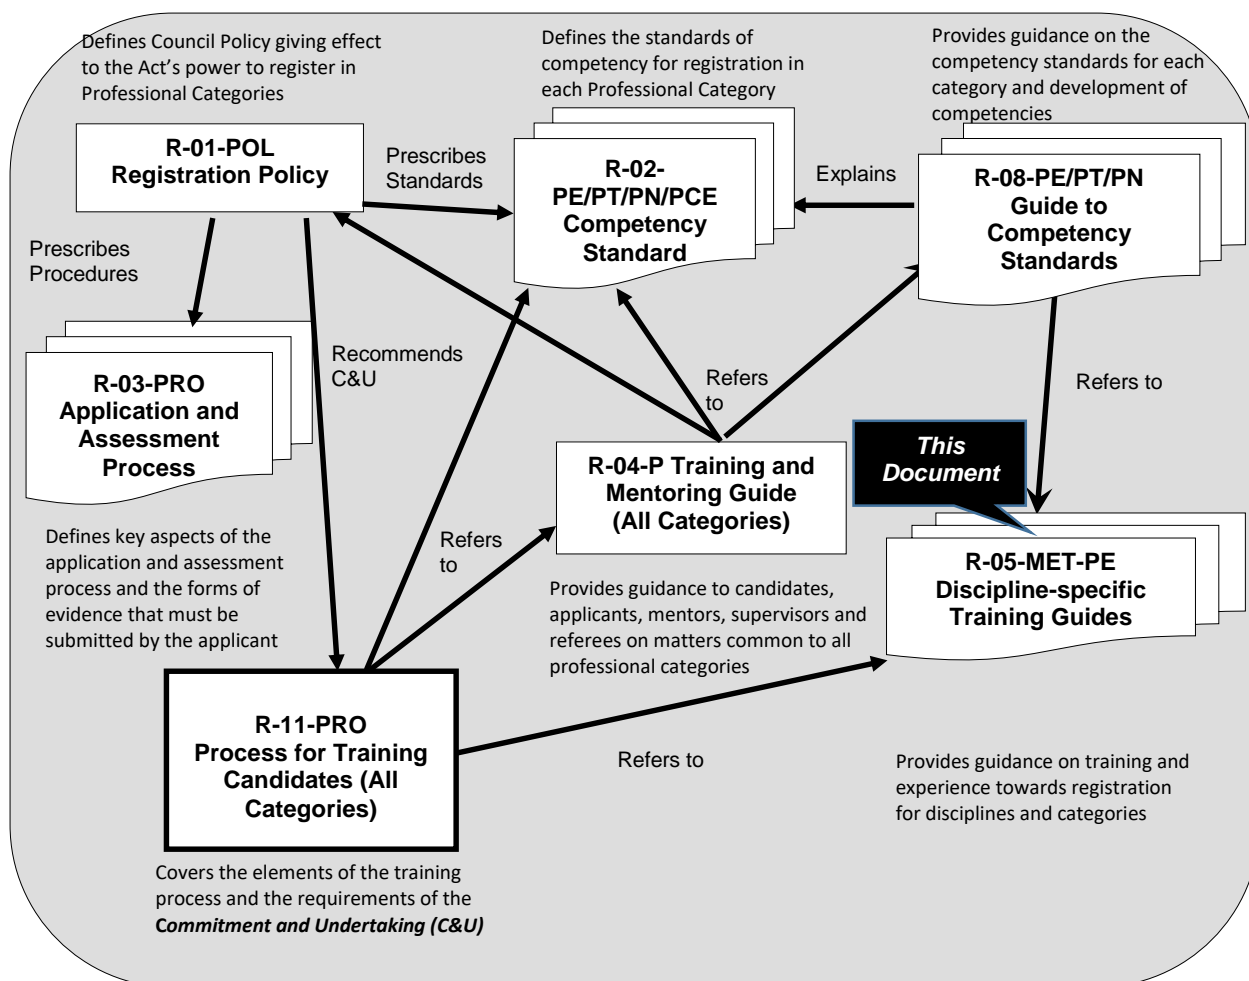 Defines Council Policy giving effect
to the Act's power to register in
Professional Categories
Defines the standards of
competency for registration in
each Professional Category
Provides guidance on the
competency standards for each
category and development of
competencies
R-01-POL
Registration Policy
Prescribes
Standards
R-02-
PE/PT/PN/PCE
Competency
Standard
Explains
R-08-PE/PT/PN
Guide to
Competency
Standards
Prescribes
Procedures
R-03-PRO
Application and
Assessment
Process
Recommends
C&U
Refers
to
Refers to
This
Document
R-04-P Training and
Mentoring Guide
(All Categories)
R-05-MET-PE
Discipline-specific
Training Guides
Defines key aspects of the
application and assessment
process and the forms of
evidence that must be
submitted by the applicant
Refers
to
Provides guidance to candidates,
applicants, mentors, supervisors and
referees on matters common to all
professional categories
R-11-PRO
Process for Training
Candidates (All
Categories)
Refers to
Provides guidance on training and
experience towards registration
for disciplines and categories
Covers the elements of the training
process and the requirements of the
Commitment and Undertaking (C&U)